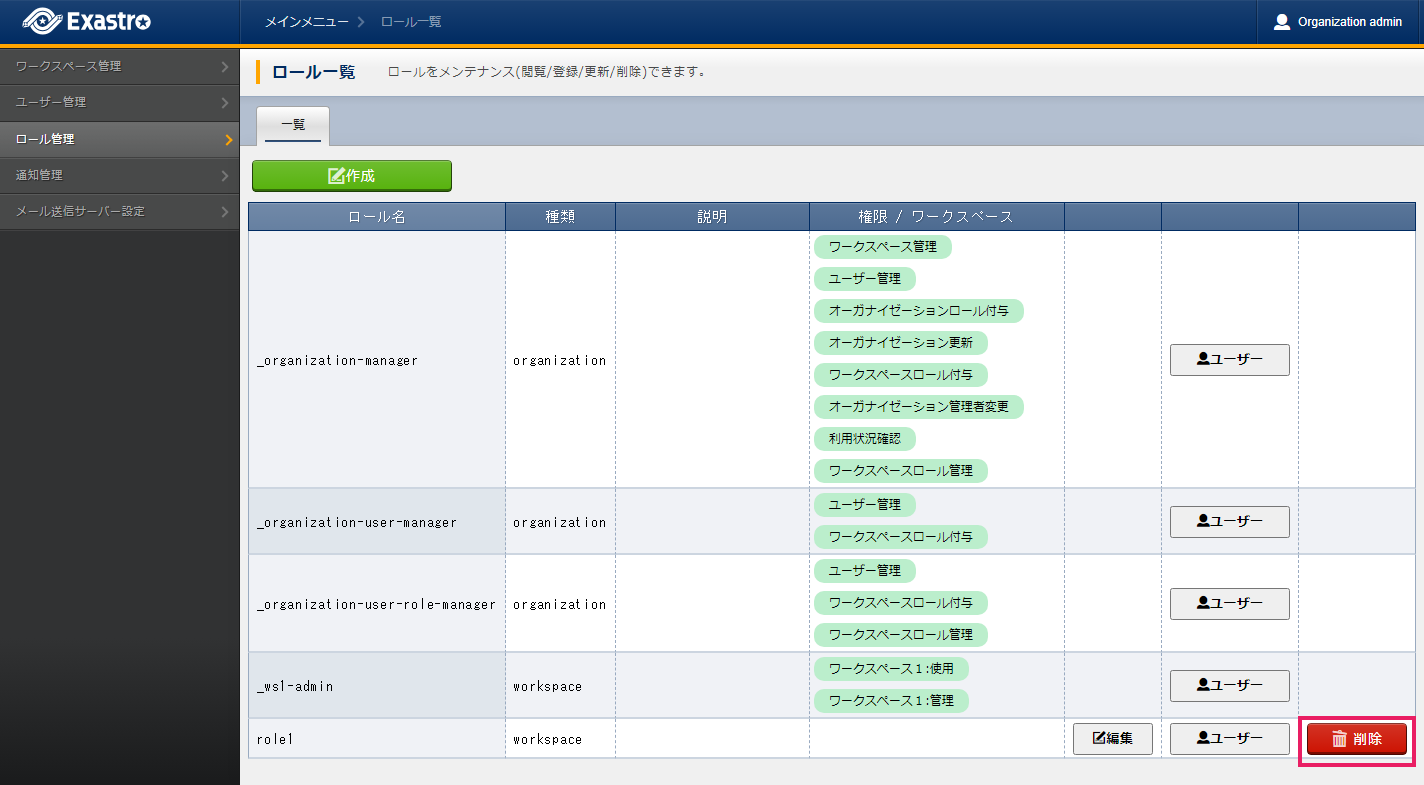 Exastro
メインメニュー
ロール一覧
Organization admin
ワークスペース管理
ユーザー管理
ロール管理
通知管理
メール送信サーバー設定
ロール一覧
ロールをメンテナンス(閲覧/登録/更新/削除)できます。
一覧
作成
ロール名 種類 説明 権限 / ワークスペース
_organization-manager organization
ワークスペース管理
ユーザー管理
オーガナイゼーションロール付与
オーガナイゼーション更新
ワークスペースロール付与
オーガナイゼーション管理者変更
利用状況確認
ワークスペースロール管理
ユーザー
_organization-user-manager organization
ユーザー管理
ワークスペースロール付与
ユーザー
_organization-user-role-manager organization
ユーザー管理
ワークスペースロール付与
ワークスペースロール管理
ユーザー
_ws1-admin workspace
ワークスペース1:使用
ワークスペース1:管理
ユーザー
role1 workspace 編集 ユーザー 削除